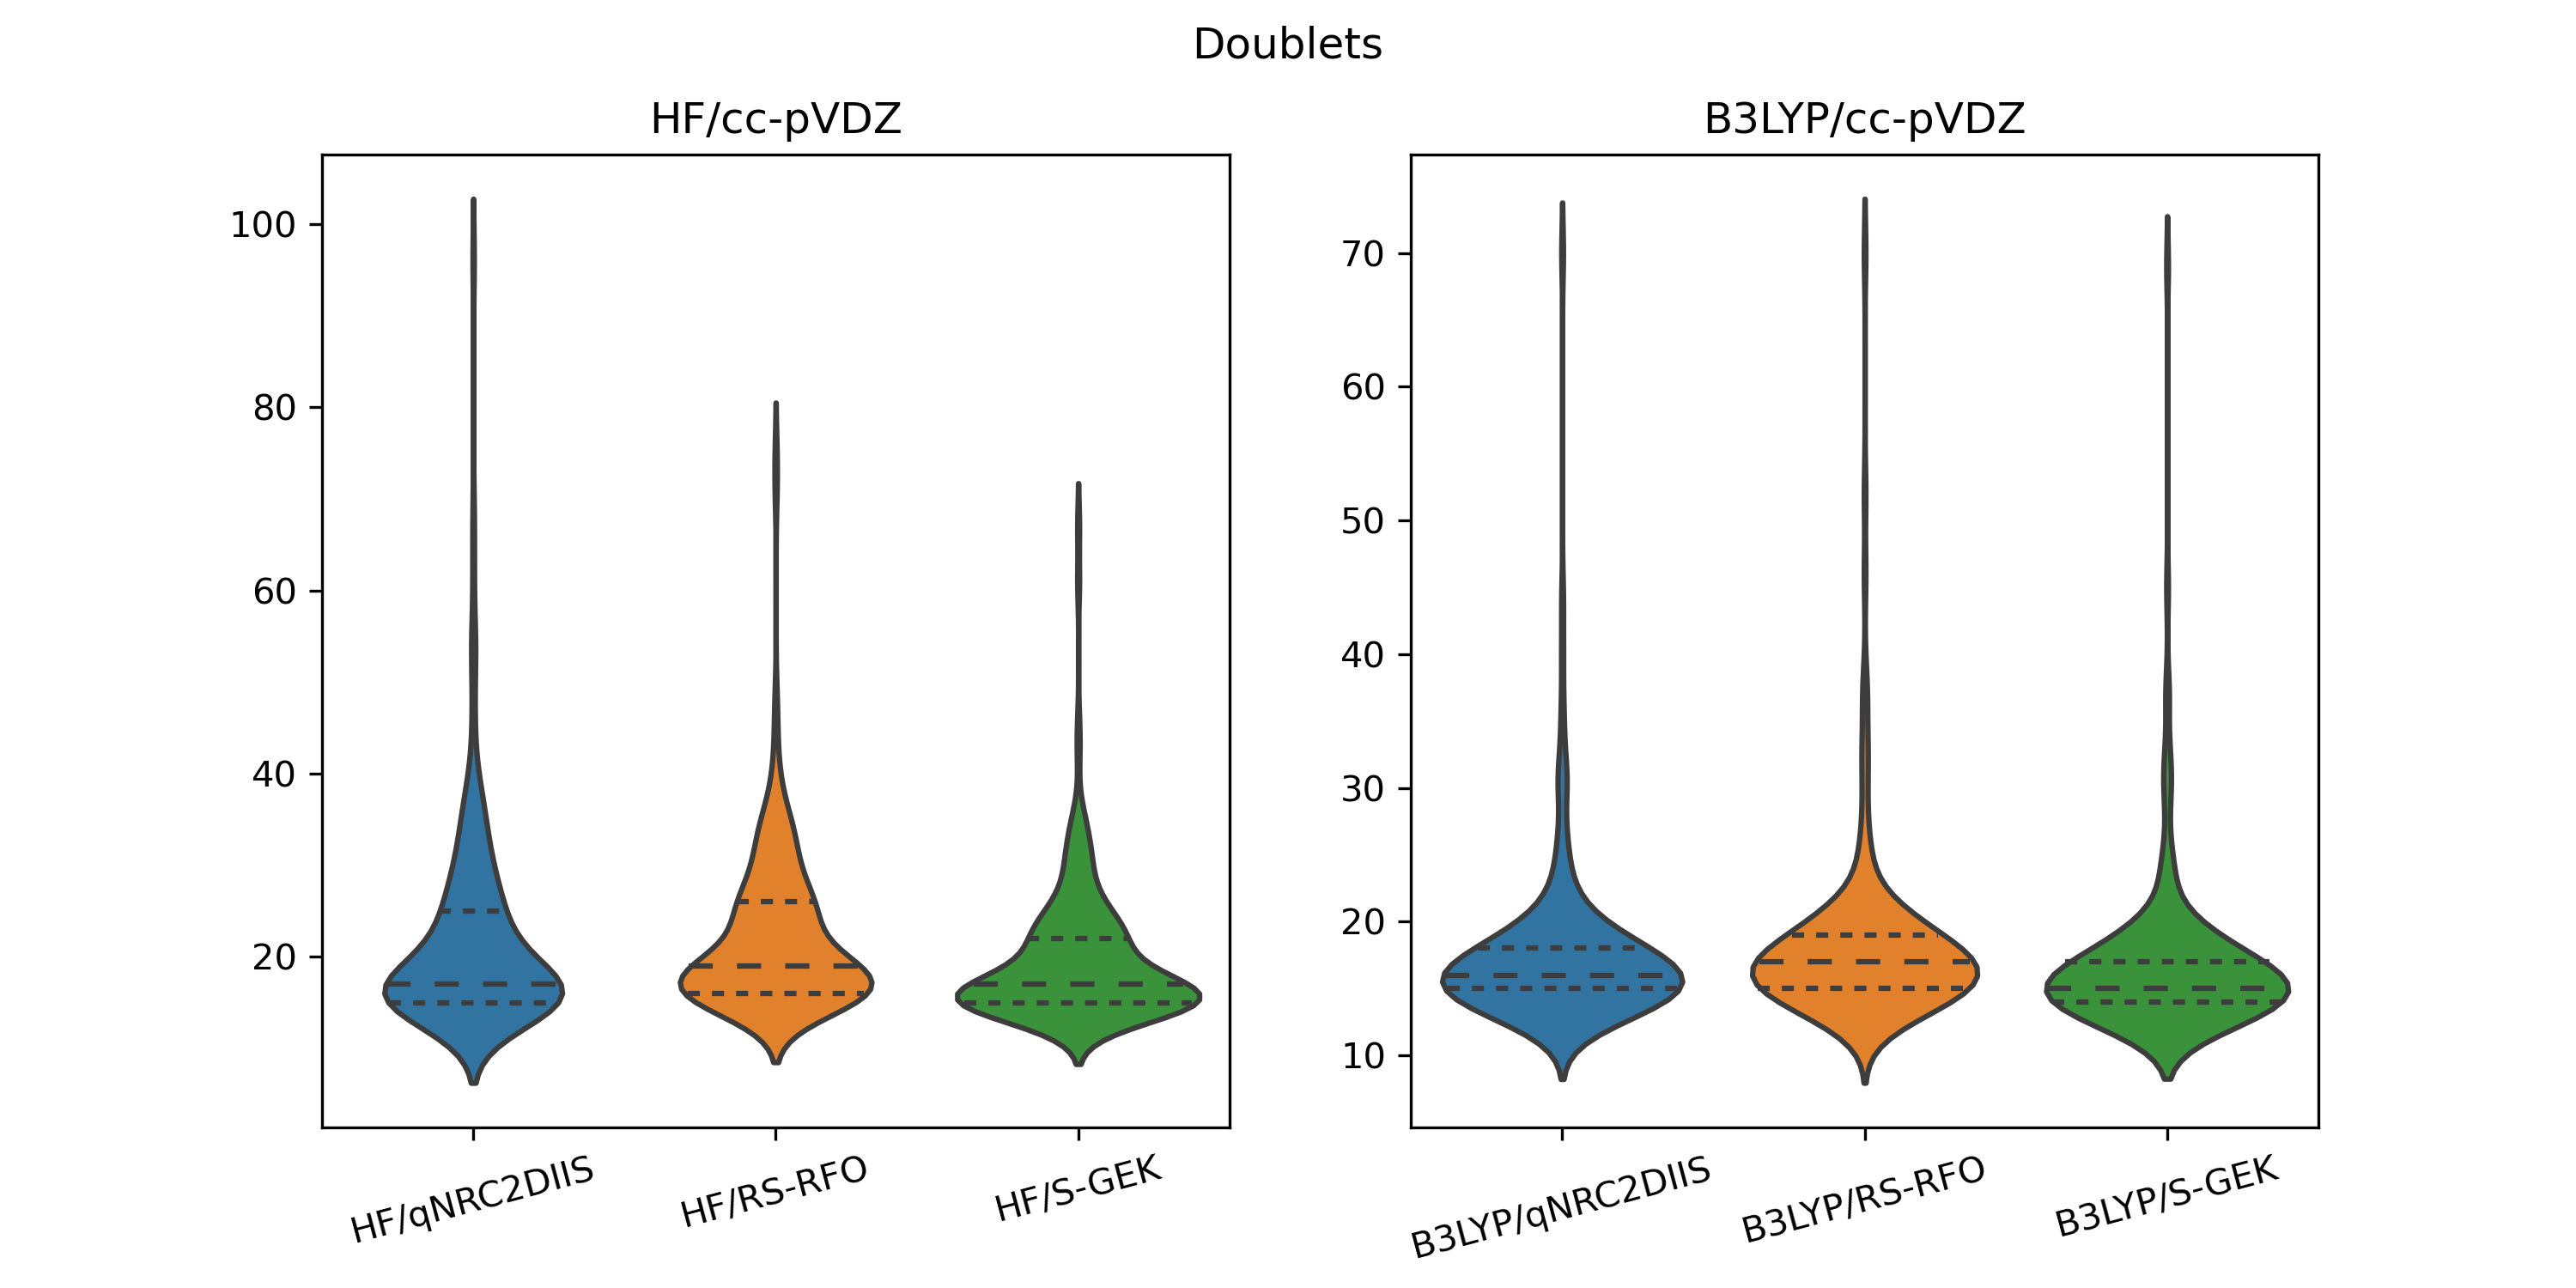 Doublets
HF/cc-pVDZ
100
80
60
40
20
HF/qNRC2DIIS
HF/RS-RFO
HF/S-GEK
B3LYP/cc-pVDZ
70
60
50
40
30
20
10
B3LYP/qNRC2DIIS
B3LYP/RS-RFO
B3LYP/S-GEK